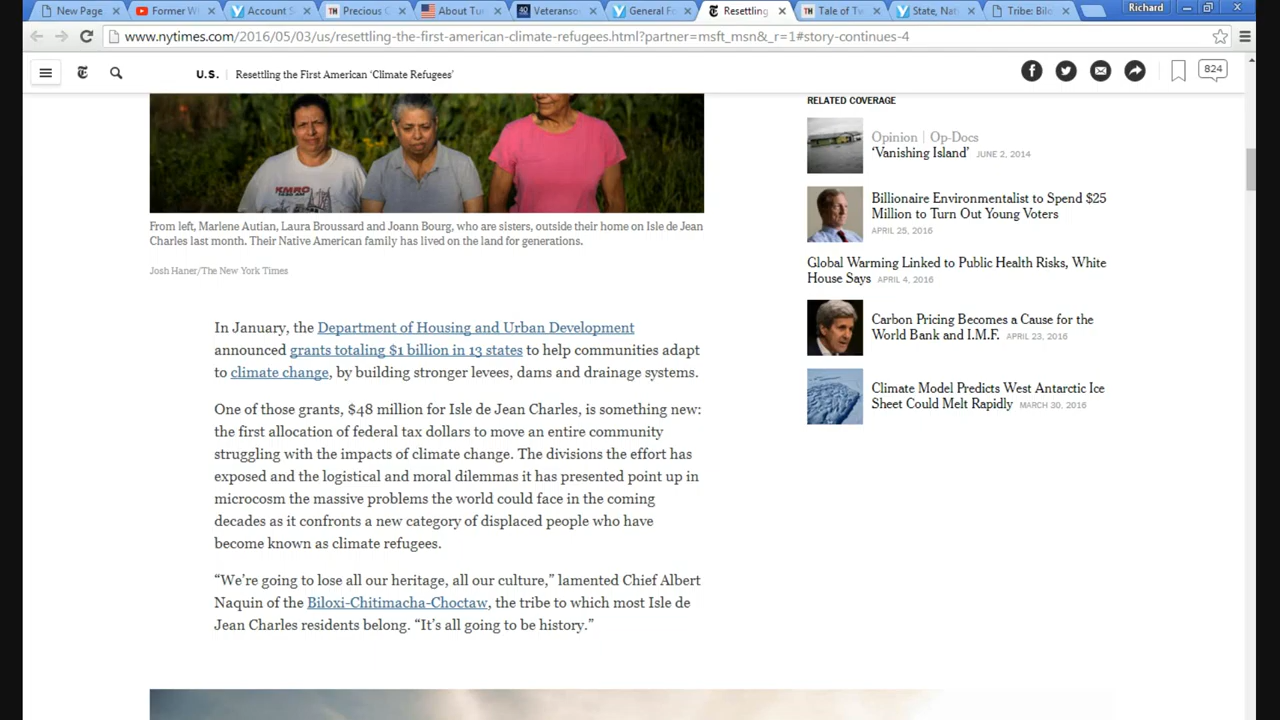 New Page
Former W
Account S
Precious C
About Tu
Veterans
General F
Resettling
Tale of Tw
State, Nat
Tribe: Bilo
Richard
www.nytimes.com/2016/05/03/us/resettling-the-first-american-climate-refugees.html?partner=msft_msn&_r=1#story-continues-4
U.S. | Resettling the First American ‘Climate Refugees’
824
KMRC
From left, Marlene Autian, Laura Broussard and Joann Bourg, who are sisters, outside their home on Isle de Jean
Charles last month. Their Native American family has lived on the land for generations.
Josh Haner/The New York Times
In January, the Department of Housing and Urban Development
announced grants totaling $1 billion in 13 states to help communities adapt
to climate change, by building stronger levees, dams and drainage systems.
One of those grants, $48 million for Isle de Jean Charles, is something new:
the first allocation of federal tax dollars to move an entire community
struggling with the impacts of climate change. The divisions the effort has
exposed and the logistical and moral dilemmas it has presented point up in
microcosm the massive problems the world could face in the coming
decades as it confronts a new category of displaced people who have
become known as climate refugees.
“We’re going to lose all our heritage, all our culture,” lamented Chief Albert
Naquin of the Biloxi-Chitimacha-Choctaw, the tribe to which most Isle de
Jean Charles residents belong. “It’s all going to be history.”
RELATED COVERAGE
Opinion | Op-Docs
‘Vanishing Island’ JUNE 2, 2014
Billionaire Environmentalist to Spend $25
Million to Turn Out Young Voters
APRIL 25, 2016
Global Warming Linked to Public Health Risks, White
House Says APRIL 4, 2016
Carbon Pricing Becomes a Cause for the
World Bank and I.M.F. APRIL 23, 2016
Climate Model Predicts West Antarctic Ice
Sheet Could Melt Rapidly MARCH 30, 2016